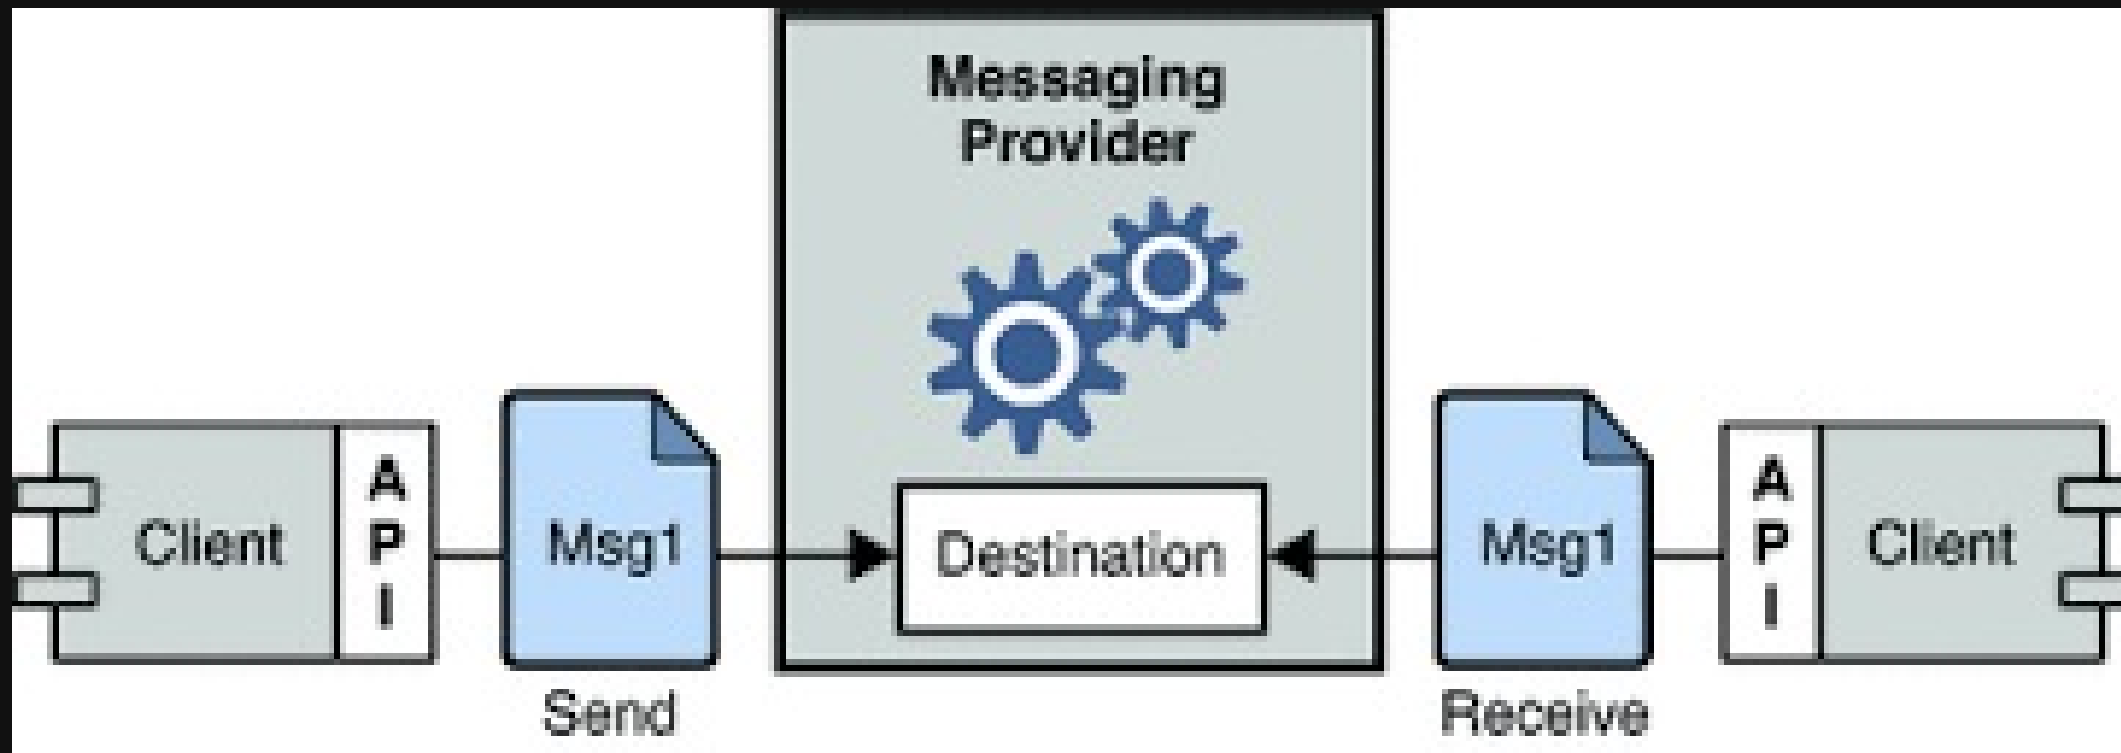 Messaging
Provider
Client
A
P
I
Msg1
Send
Destination
Msg1
Receive
A
P
I
Client